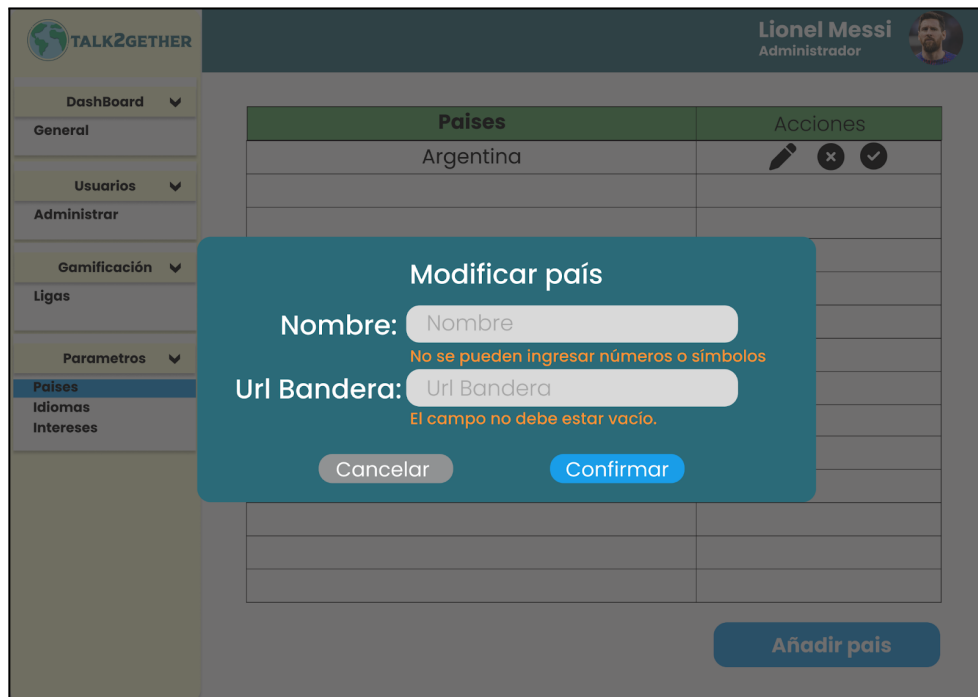 TALK2GETHER
Lionel Messi
Administrador
DashBoard
General
Usuarios
Administrar
Gamificación
Ligas
Parametros
Paises
Idiomas
Intereses
Paises Acciones
Argentina
Modificar país
Nombre: Nombre
No se pueden ingresar números o símbolos
Url Bandera: Url Bandera
El campo no debe estar vacío.
Cancelar Confirmar
Añadir pais